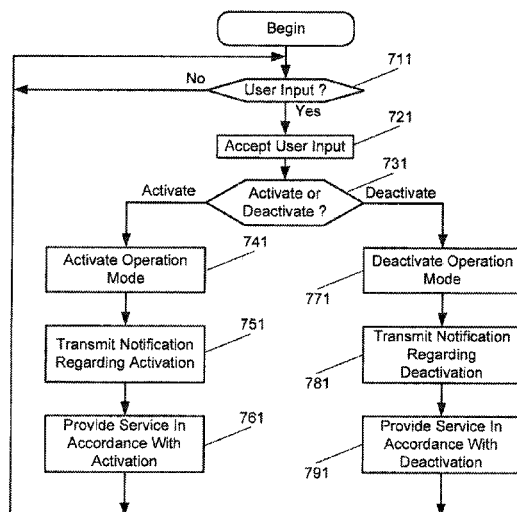 Begin
No
User Input ?
711
Yes
721
Accept User Input
731
Activate
Activate or
Deactivate ?
Deactivate
741
Activate Operation
Mode
Deactivate Operation
Mode
771
751
Transmit Notification
Regarding Activation
Transmit Notification
Regarding
Deactivation
781
761
Provide Service In
Accordance With
Activation
Provide Service In
Accordance With
Deactivation
791